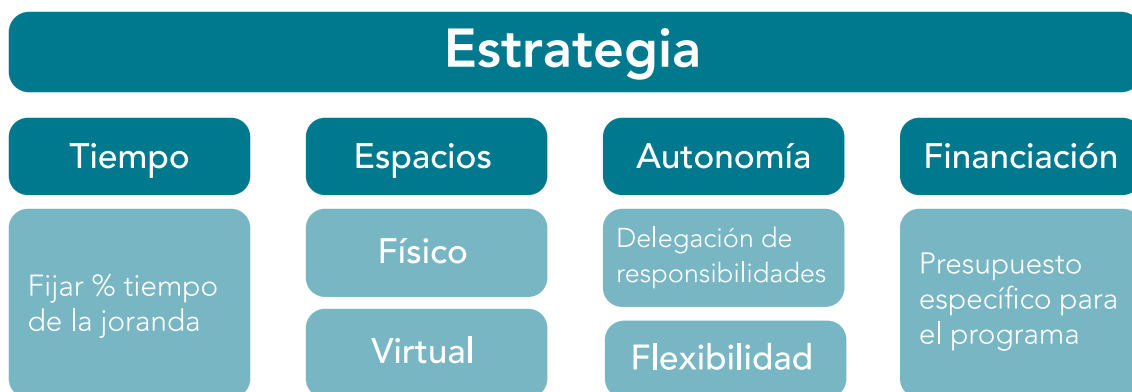 Estrategia
Tiempo
Espacios
Autonomía
Financiación
Fijar % tiempo
de la joranda
Físico
Virtual
Delegación de
responsibilidades
Flexibilidad
Presupuesto
específico para
el programa